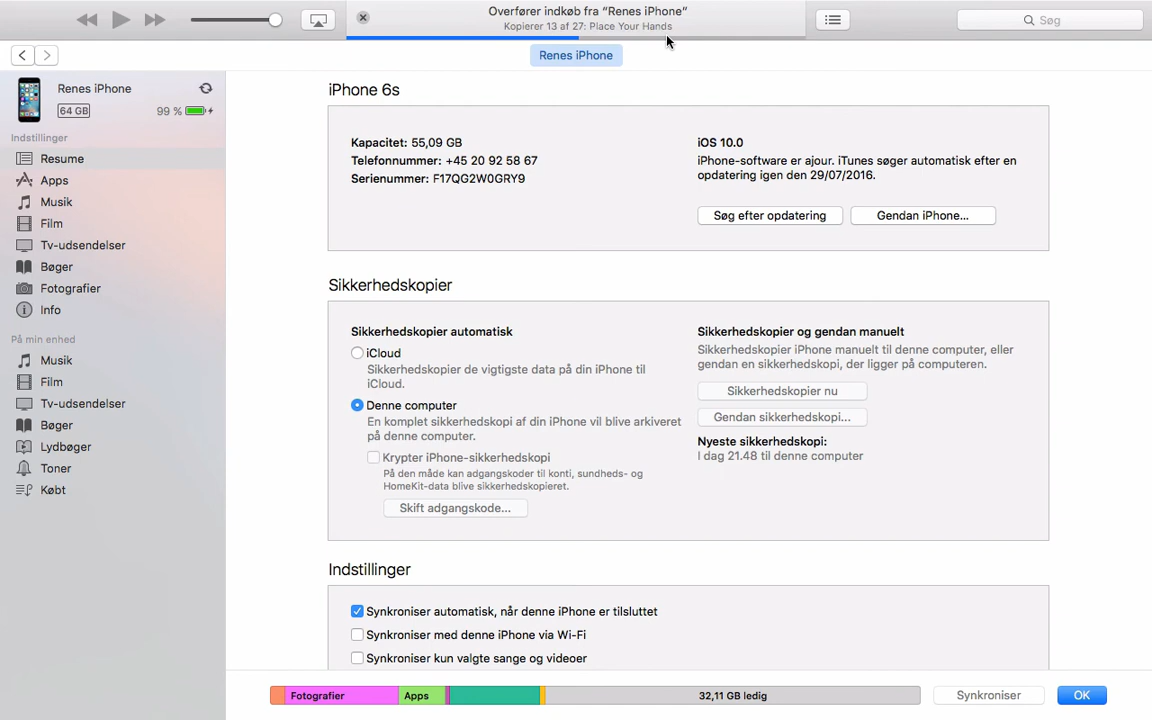 Overfører indkøb fra “Renes iPhone”
Kopierer 13 af 27: Place Your Hands
Søg
Renes iPhone
Renes iPhone
64 GB
99 %
Indstillinger
Resume
Apps
Musik
Film
Tv-udsendelser
Bøger
Fotografier
Info
På min enhed
Musik
Film
Tv-udsendelser
Bøger
Lydbøger
Toner
Købt
iPhone 6s
Kapacitet: 55,09 GB
Telefonnummer: +45 20 92 58 67
Serienummer: F17QG2W0GRY9
iOS 10.0
iPhone-software er ajour. iTunes søger automatisk efter en
opdatering igen den 29/07/2016.
Søg efter opdatering
Gendan iPhone...
Sikkerhedskopier
Sikkerhedskopier automatisk
iCloud
Sikkerhedskopier de vigtigste data på din iPhone til
iCloud.
Denne computer
En komplet sikkerhedskopi af din iPhone vil blive arkiveret
på denne computer.
Krypter iPhone-sikkerhedskopi
På den måde kan adgangskoder til konti, sundheds- og
HomeKit-data blive sikkerhedskopieret.
Skift adgangskode...
Sikkerhedskopier og gendan manuelt
Sikkerhedskopier iPhone manuelt til denne computer, eller
gendan en sikkerhedskopi, der ligger på computeren.
Sikkerhedskopier nu
Gendan sikkerhedskopi...
Nyeste sikkerhedskopi:
I dag 21.48 til denne computer
Indstillinger
Synkroniser automatisk, når denne iPhone er tilsluttet
Synkroniser med denne iPhone via Wi-Fi
Synkroniser kun valgte sange og videoer
Fotografier
Apps
32,11 GB ledig
Synkroniser
OK